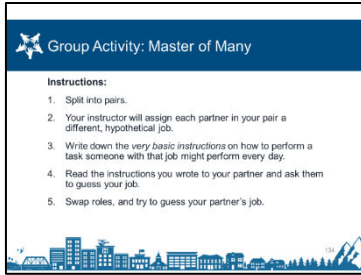 Group Activity: Master of Many
Instructions:
1. Split into pairs.
2. Your instructor will assign each partner in your pair a
different, hypothetical job.
3. Write down the very basic instructions on how to perform a
task someone with that job might perform every day.
4. Read the instructions you wrote to your partner and ask them
to guess your job.
5. Swap roles, and try to guess your partner's job.
134